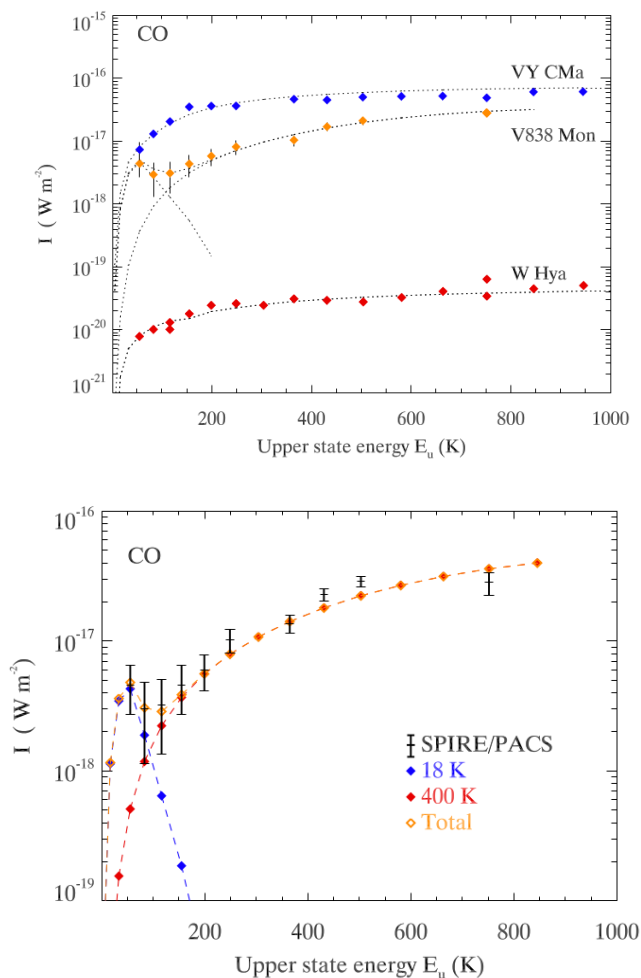 10⁻¹⁵
CO
10⁻¹⁶
VY CMa
V838 Mon
10⁻¹⁷
I ( W m⁻²)
10⁻¹⁸
10⁻¹⁹
W Hya
10⁻²⁰
10⁻²¹
200 400 600 800 1000
Upper state energy Eᵤ (K)
10⁻¹⁶
CO
10⁻¹⁷
I ( W m⁻²)
SPIRE/PACS
10⁻¹⁸
18 K
400 K
Total
10⁻¹⁹
200 400 600 800 1000
Upper state energy Eᵤ (K)